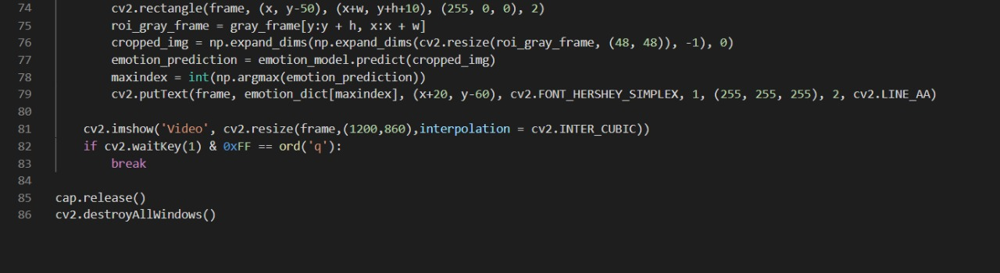 74 cv2.rectangle(frame, (x, y-50), (x+w, y+h+10), (255, 0, 0), 2)
75 roi_gray_frame = gray_frame[y:y + h, x:x + w]
76 cropped_img = np.expand_dims(np.expand_dims(cv2.resize(roi_gray_frame, (48, 48)), -1), 0)
77 emotion_prediction = emotion_model.predict(cropped_img)
78 maxindex = int(np.argmax(emotion_prediction))
79 cv2.putText(frame, emotion_dict[maxindex], (x+20, y-60), cv2.FONT_HERSHEY_SIMPLEX, 1, (255, 255, 255), 2, cv2.LINE_AA)
80
81 cv2.imshow('Video', cv2.resize(frame,(1200,860),interpolation = cv2.INTER_CUBIC))
82 if cv2.waitKey(1) & 0xFF == ord('q'):
83 break
84
85 cap.release()
86 cv2.destroyAllWindows()